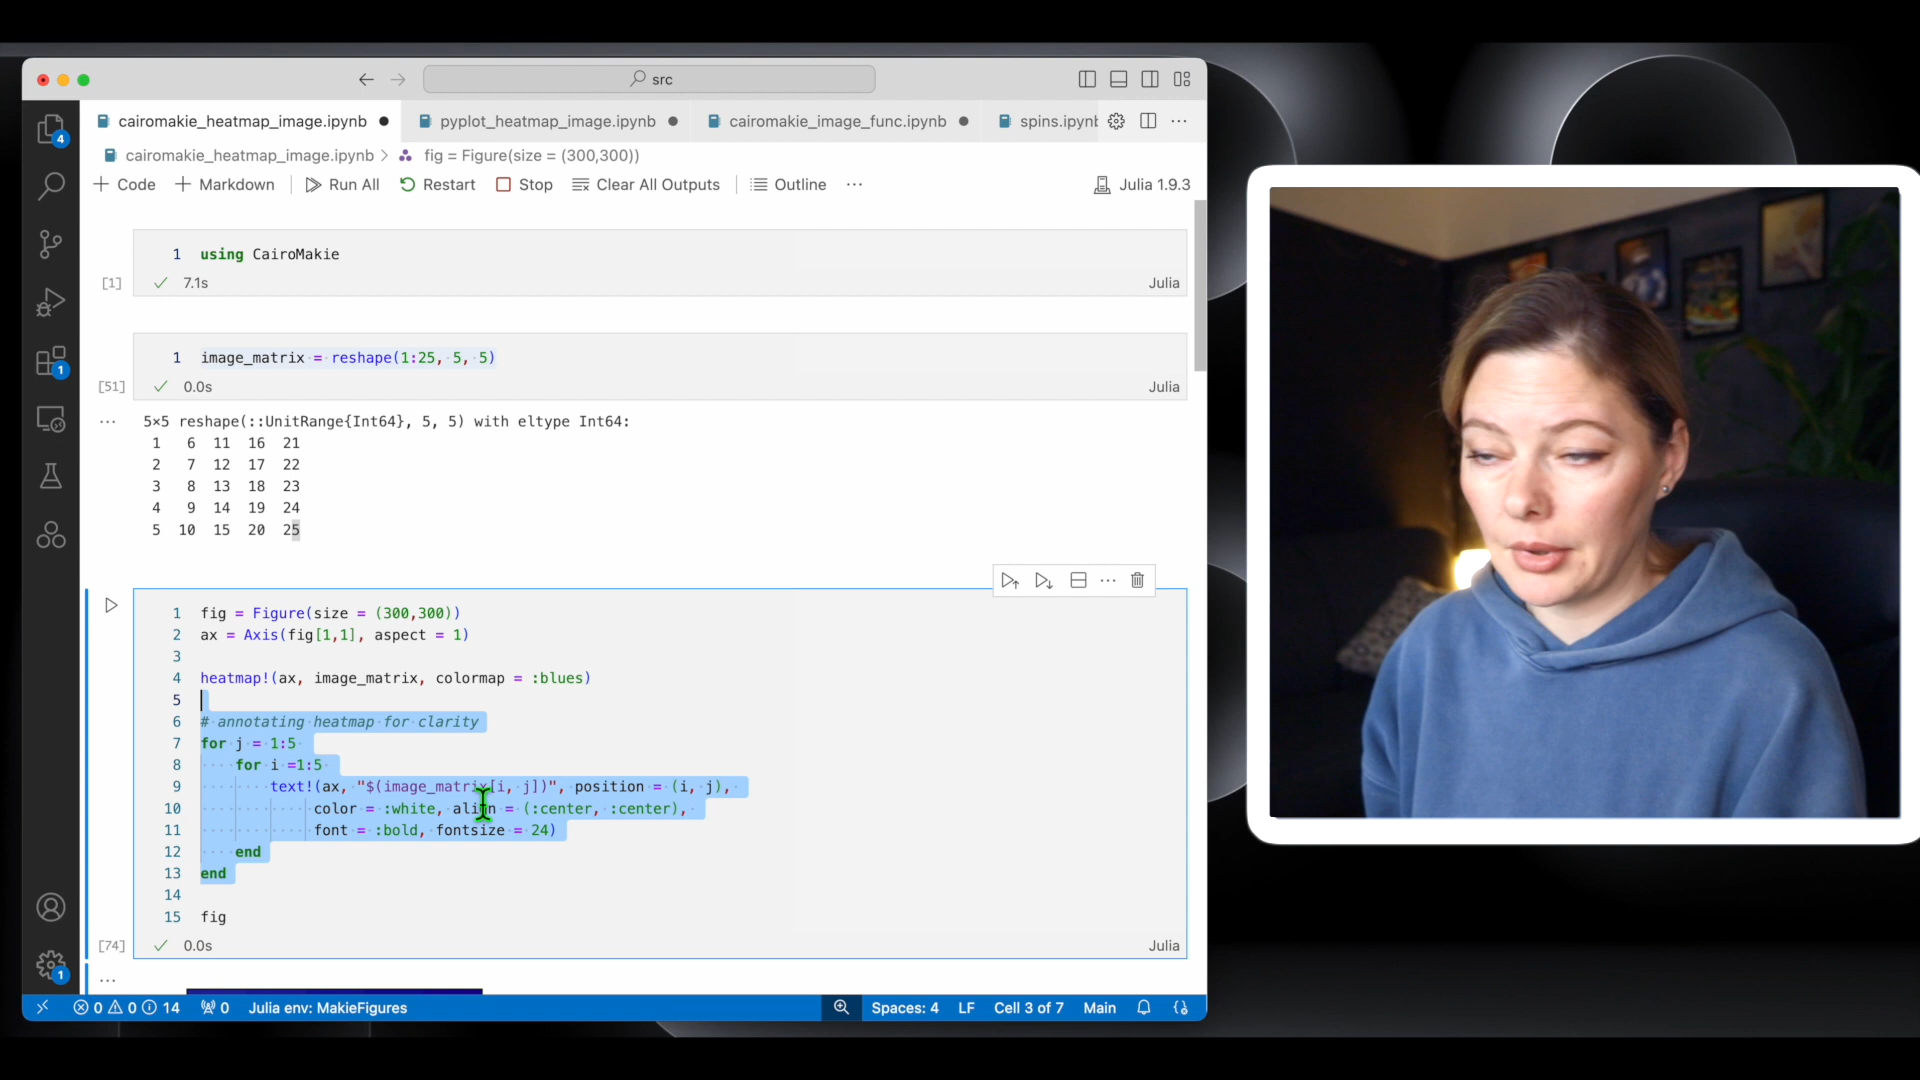 src
cairomakie_heatmap_image.ipynb
pyplot_heatmap_image.ipynb
cairomakie_image_func.ipynb
spins.ipynb
4
cairomakie_heatmap_image.ipynb > fig = Figure(size = (300,300))
+ Code + Markdown Run All Restart Stop Clear All Outputs Outline ... Julia 1.9.3
1 using CairoMakie
[1] ✓ 7.1s Julia
1 image_matrix = reshape(1:25, 5, 5)
1
[51] ✓ 0.0s Julia
5×5 reshape(::UnitRange{Int64}, 5, 5) with eltype Int64:
1 6 11 16 21
2 7 12 17 22
3 8 13 18 23
4 9 14 19 24
5 10 15 20 25
1 fig = Figure(size = (300,300))
2 ax = Axis(fig[1,1], aspect = 1)
3
4 heatmap!(ax, image_matrix, colormap = :blues)
5
6 # annotating heatmap for clarity
7 for j = 1:5
8 for i =1:5
9 text!(ax, "$(image_matrix[i, j])", position = (i, j),
10 color = :white, align = (:center, :center),
11 font = :bold, fontsize = 24)
12 end
13 end
14
15 fig
[74] ✓ 0.0s Julia
1
0 0 14 0 Julia env: MakieFigures Spaces: 4 LF Cell 3 of 7 Main